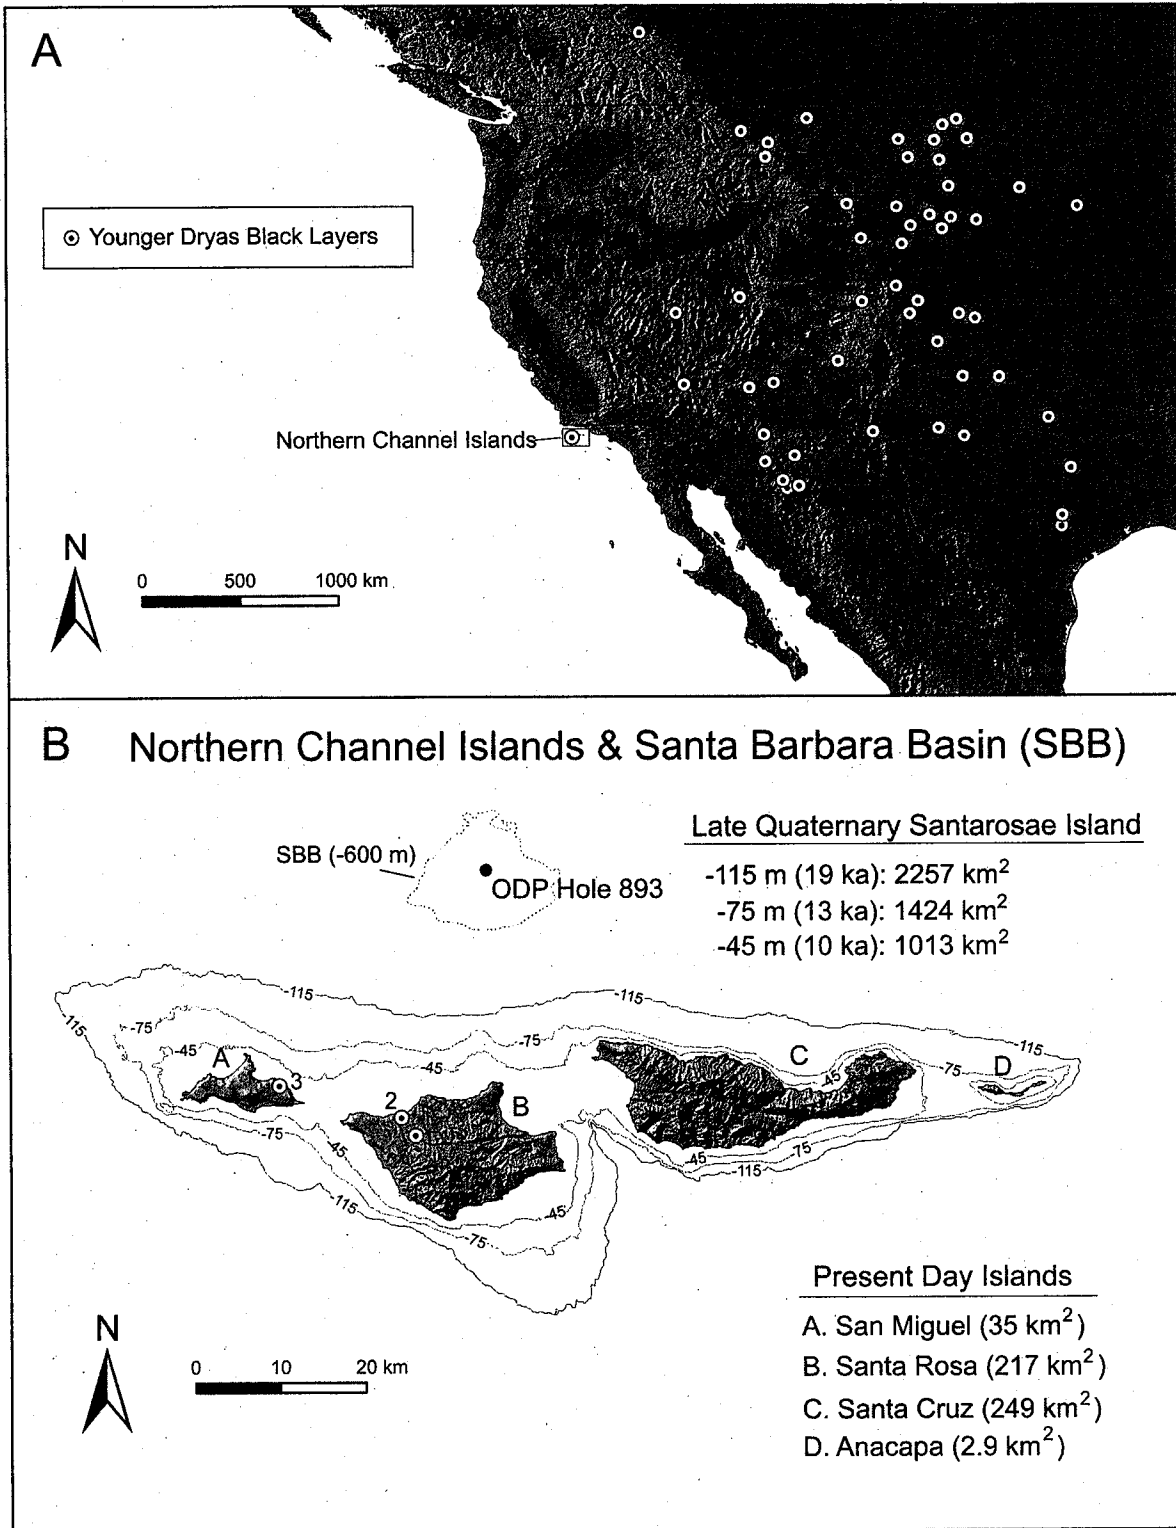 A
Younger Dryas Black Layers
Northern Channel Islands
N
0 500 1000 km
B Northern Channel Islands & Santa Barbara Basin (SBB)
Late Quaternary Santarosae Island
SBB (-600 m)
ODP Hole 893
-115 m (19 ka): 2257 km²
-75 m (13 ka): 1424 km²
-45 m (10 ka): 1013 km²
-115
-115
-115
-75
-75
-115
-45
A
3
-45
C
-45
-75
D
2
B
1
-75
-45
-115
-45
-75
-45
-75
-115
Present Day Islands
A. San Miguel (35 km²)
B. Santa Rosa (217 km²)
C. Santa Cruz (249 km²)
D. Anacapa (2.9 km²)
N
0 10 20 km